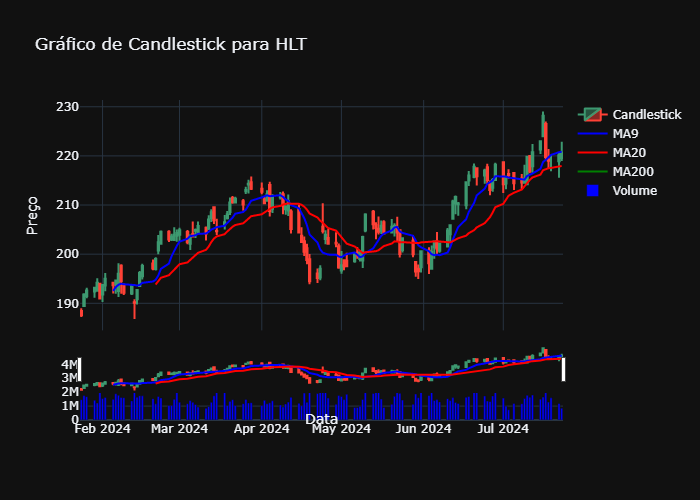 Gráfico de Candlestick para HLT
230
220
210
200
190
Preço
Candlestick
MA9
MA20
MA200
Volume
4M
3M
2M
1M
0
Data
Feb 2024 Mar 2024 Apr 2024 May 2024 Jun 2024 Jul 2024